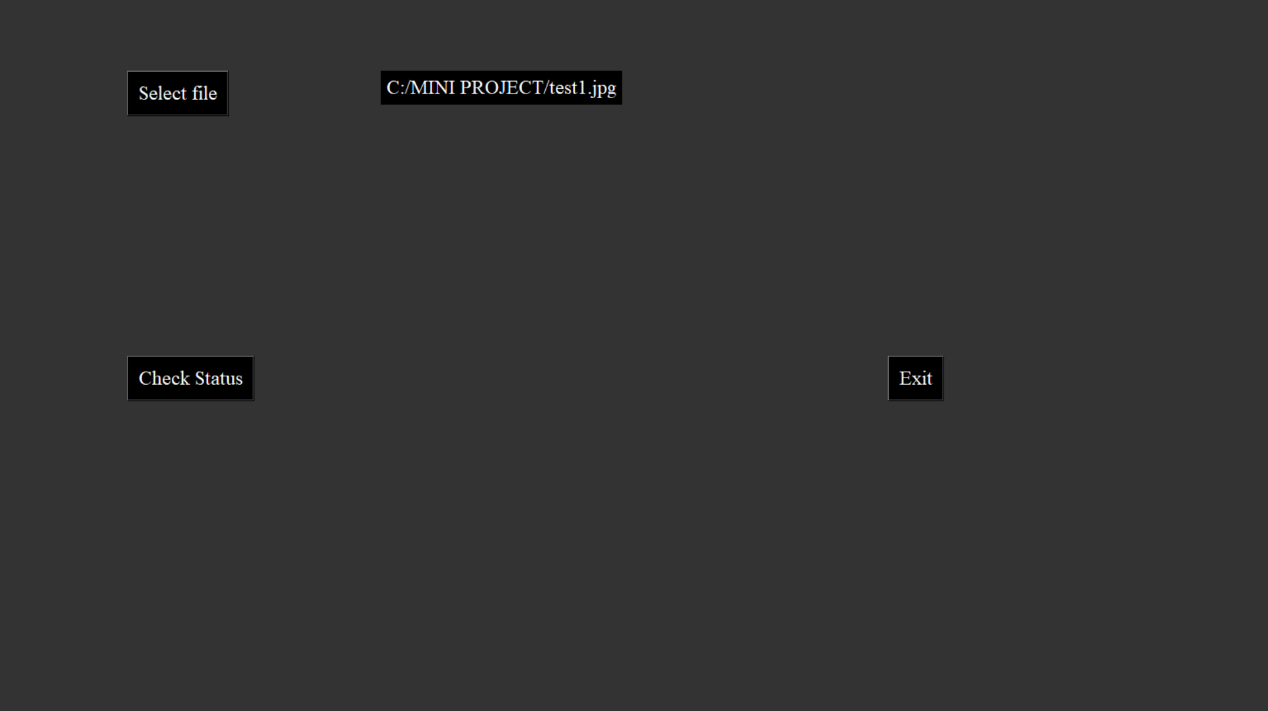 Select file
C:/MINI PROJECT/test1.jpg
Check Status
Exit